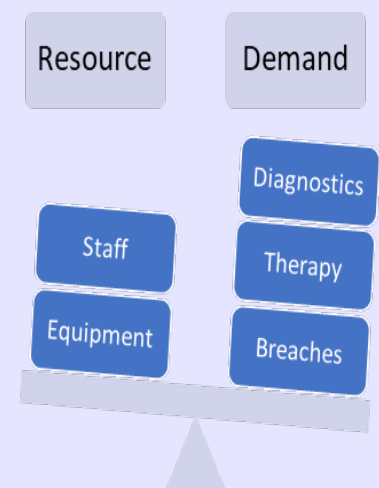 Resource
Demand
Diagnostics
Staff
Therapy
Equipment
Breaches